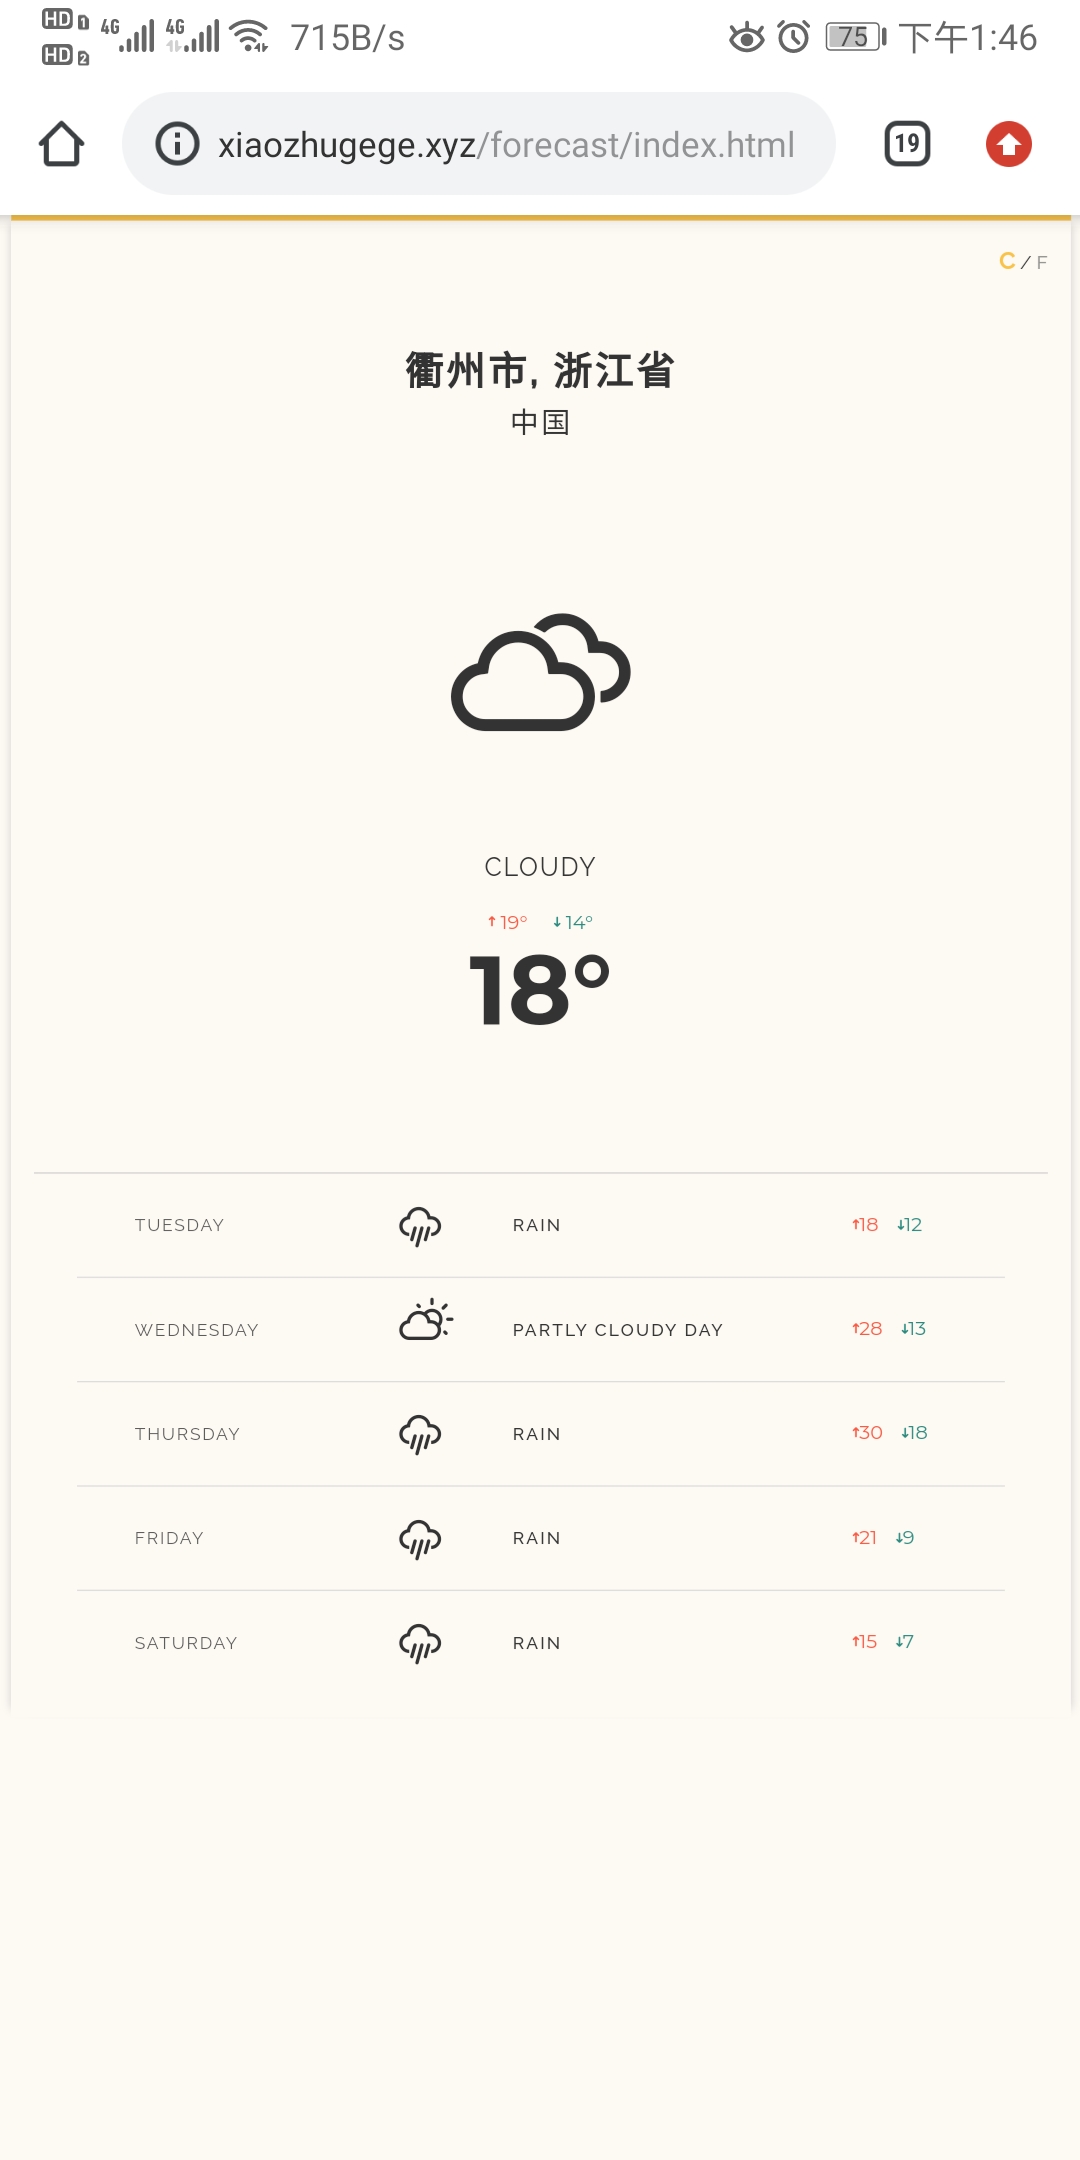 HD 1 4G 4G 715B/s 75 下午1:46
HD 2
xiaozhugege.xyz/forecast/index.html 19
C / F
衢州市, 浙江省
中国
CLOUDY
↑19° ↓14°
18°
TUESDAY RAIN ↑18 ↓12
WEDNESDAY PARTLY CLOUDY DAY ↑28 ↓13
THURSDAY RAIN ↑30 ↓18
FRIDAY RAIN ↑21 ↓9
SATURDAY RAIN ↑15 ↓7